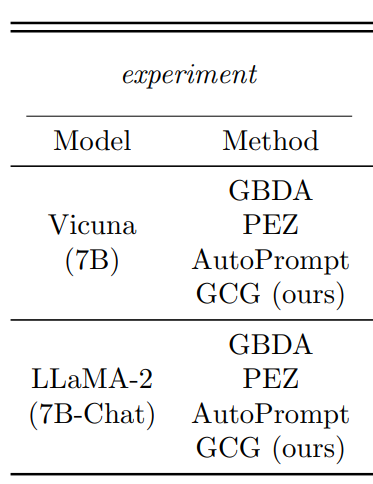 experiment
Model Method
GBDA
Vicuna PEZ
(7B) AutoPrompt
GCG (ours)
GBDA
LLaMA-2 PEZ
(7B-Chat) AutoPrompt
GCG (ours)